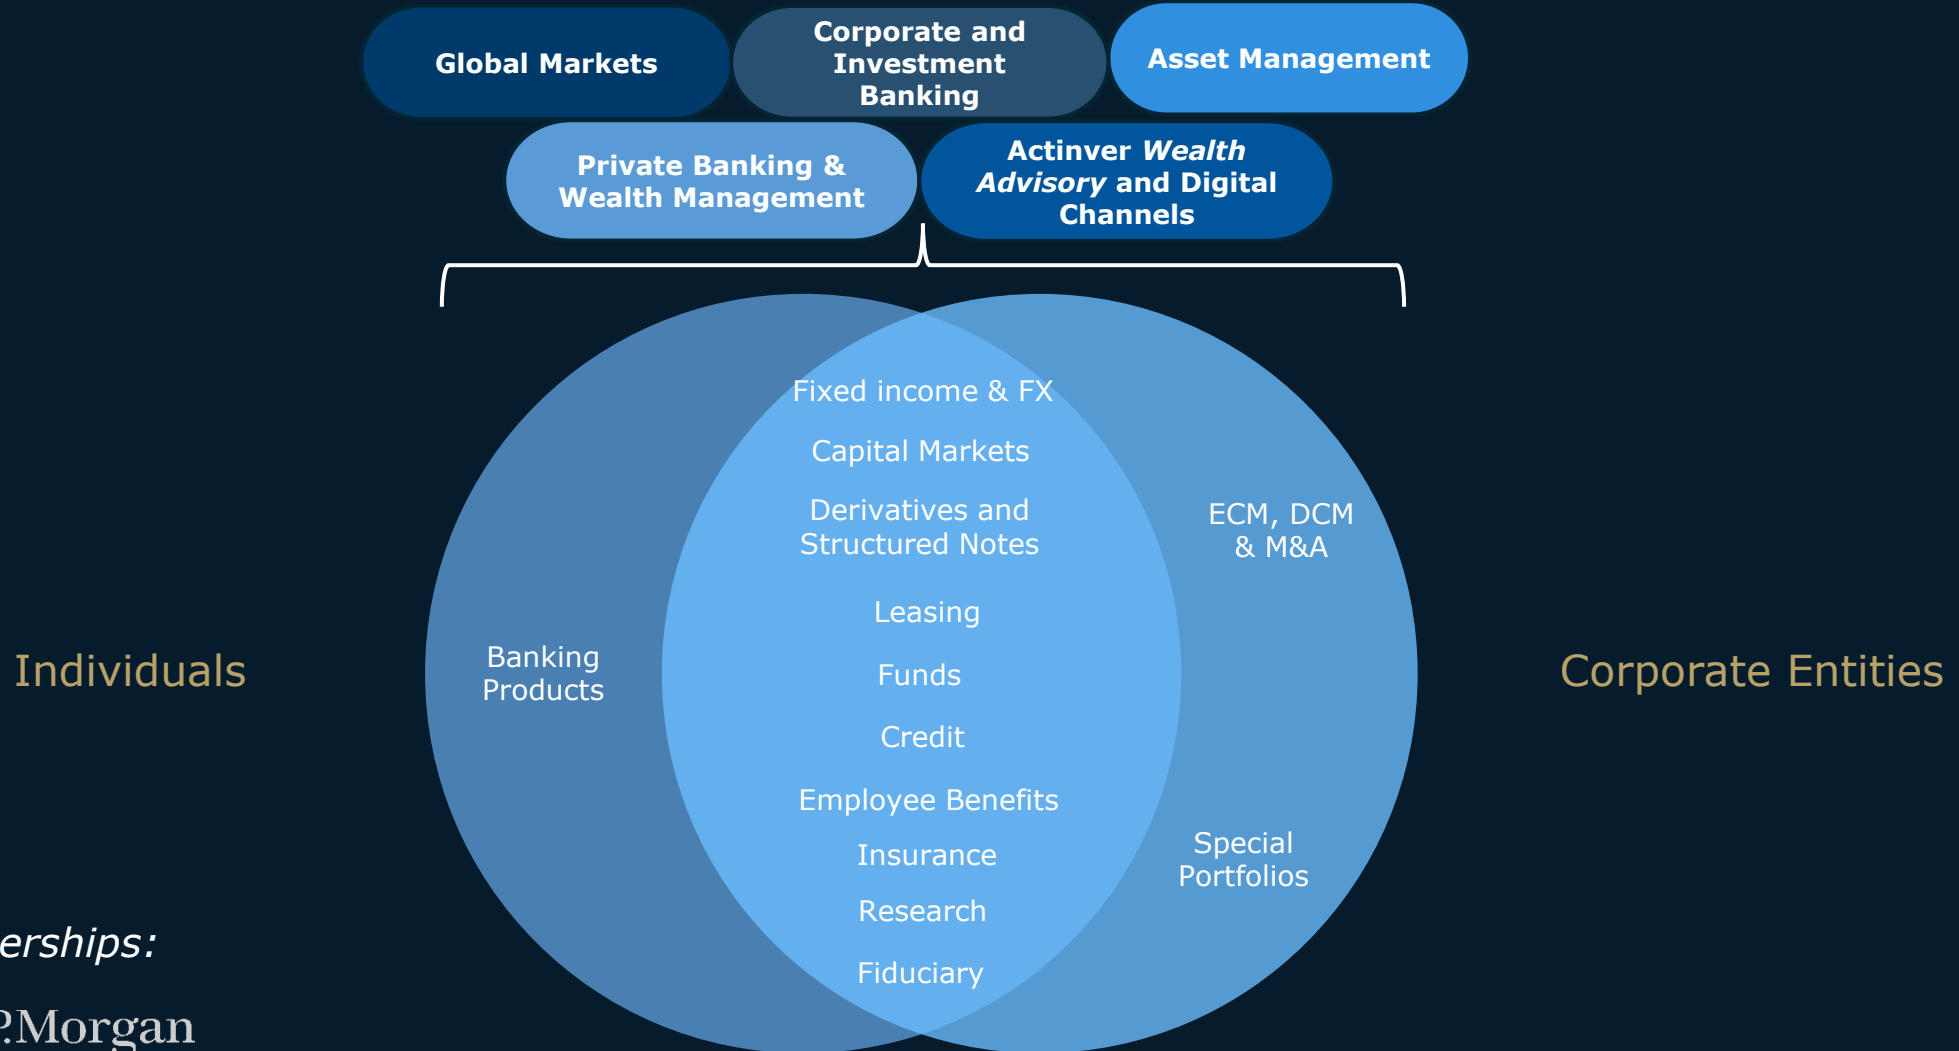 Global Markets
Corporate and
Investment
Banking
Asset Management
Private Banking &
Wealth Management
Actinver Wealth
Advisory and Digital
Channels
Fixed income & FX
Capital Markets
Derivatives and
Structured Notes
ECM, DCM
& M&A
Leasing
Individuals
Banking
Products
Funds
Corporate Entities
Credit
Employee Benefits
Insurance
Special
Portfolios
Research
erships:
Fiduciary
P.Morgan